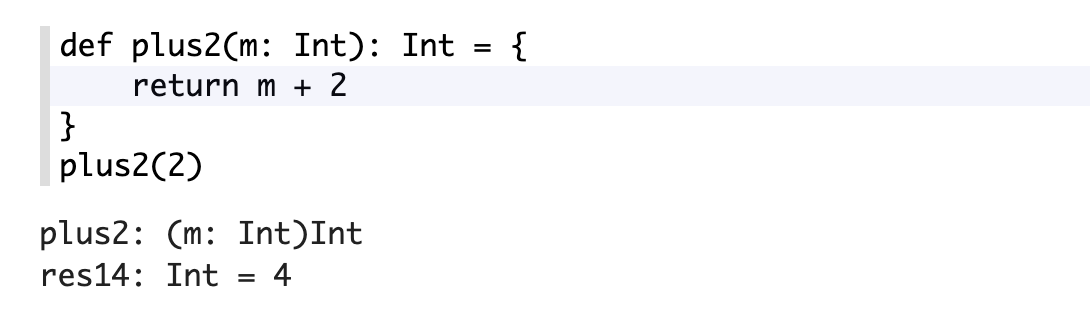 def plus2(m: Int): Int = {
    return m + 2
}
plus2(2)
plus2: (m: Int)Int
res14: Int = 4